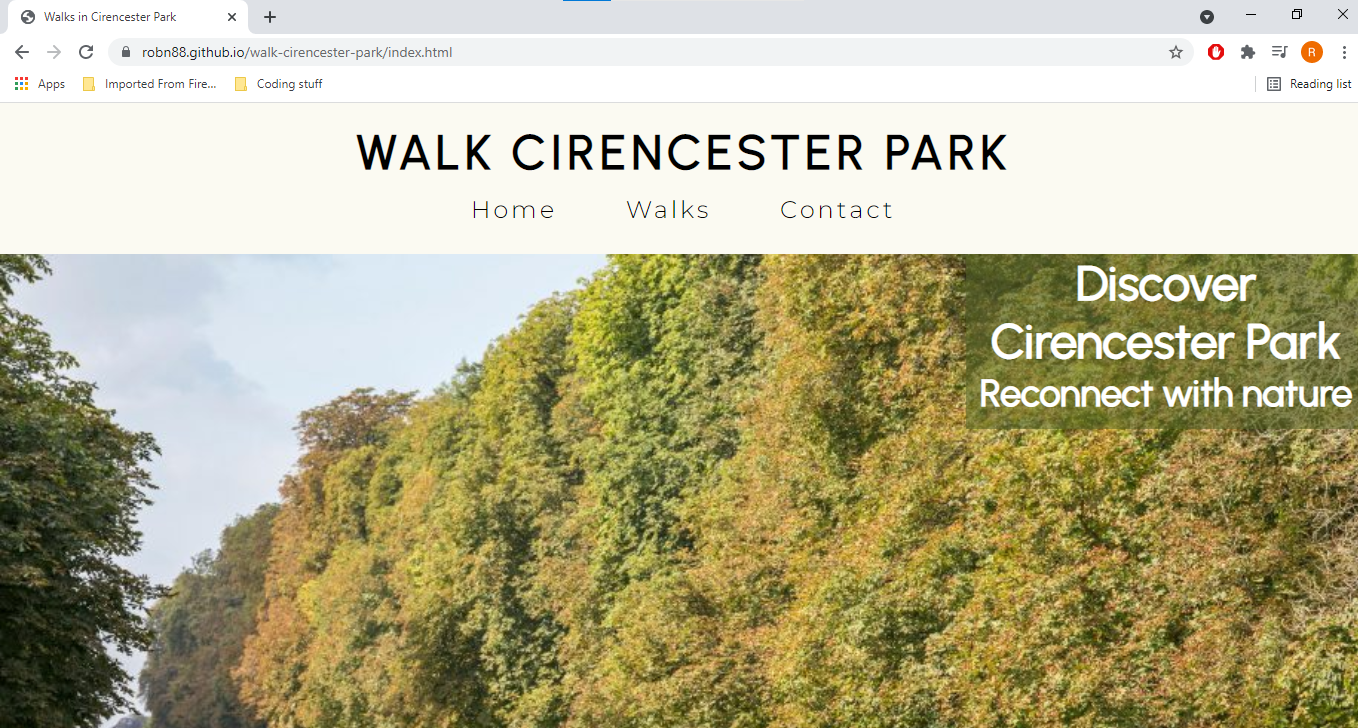 Walks in Cirencester Park
robn88.github.io/walk-cirencester-park/index.html
R
Apps
Imported From Fire...
Coding stuff
Reading list
WALK CIRENCESTER PARK
Home Walks Contact
Discover
Cirencester Park
Reconnect with nature